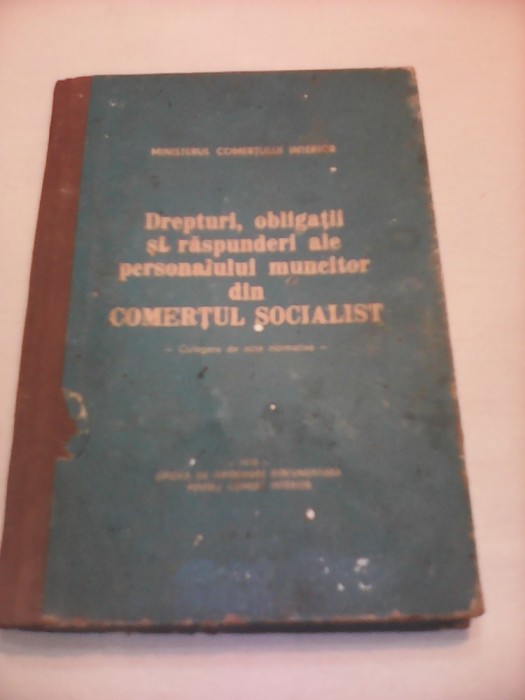 MINISTERUL COMERȚULUI INTERIOR
Drepturi, obligații
și răspunderi ale
personalului muncitor
din
COMERȚUL SOCIALIST
– Culegere de acte normative –
OFICIUL DE INFORMARE DOCUMENTARĂ
PENTRU COMERȚ INTERIOR